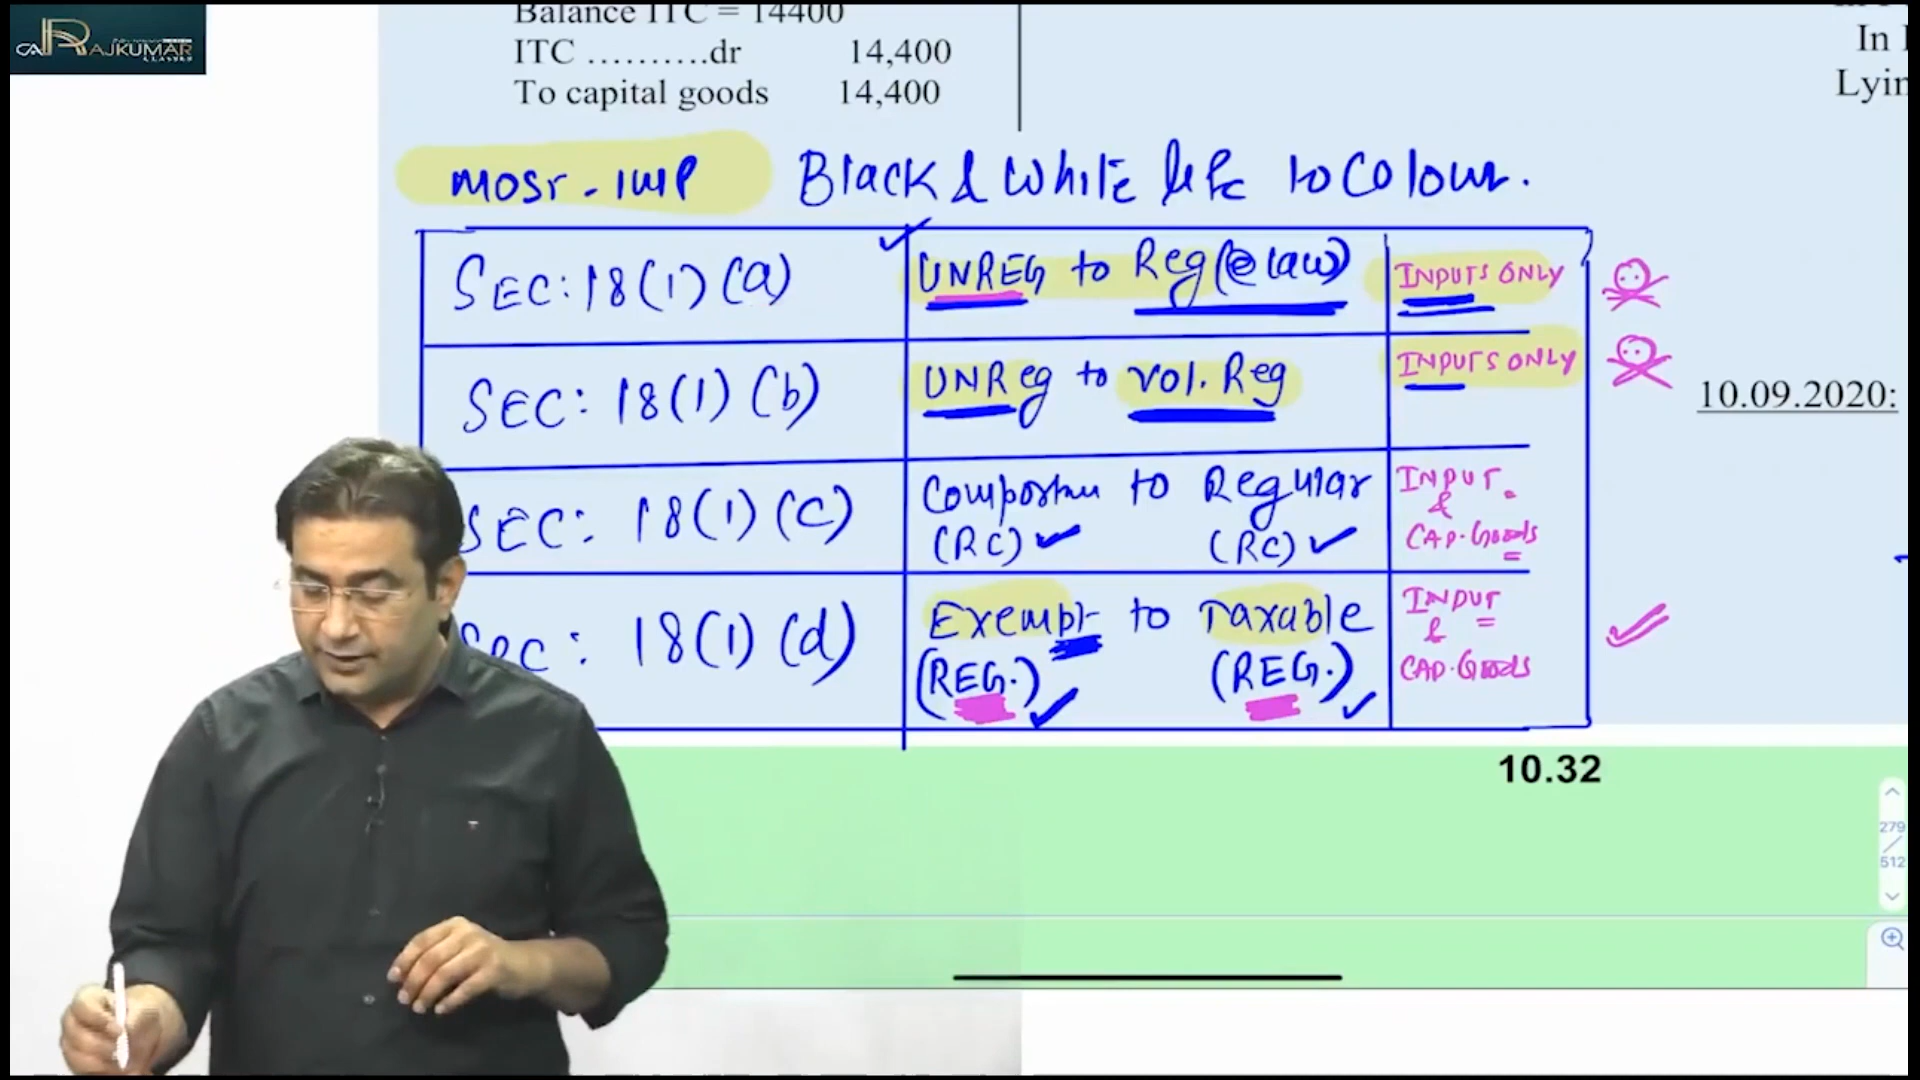 CA RAJKUMAR
CLASSES
Balance ITC = 14400
ITC ……….dr 14,400
To capital goods 14,400
In
Lyin
MOST-IMP Black & White life to Colour.
SEC: 18(1) (a) UNREG to Reg(@ law) INPUTS ONLY
SEC: 18(1) (b) UNReg to Vol. Reg INPUTS ONLY
10.09.2020:
SEC: 18(1) (c) Composition to Regular INPUT
(RC) (RC) & CAP. Goods
Sec: 18(1) (d) Exempt to Taxable INPUT
(REG.) (REG.) & CAP. Goods
10.32
279
/
512